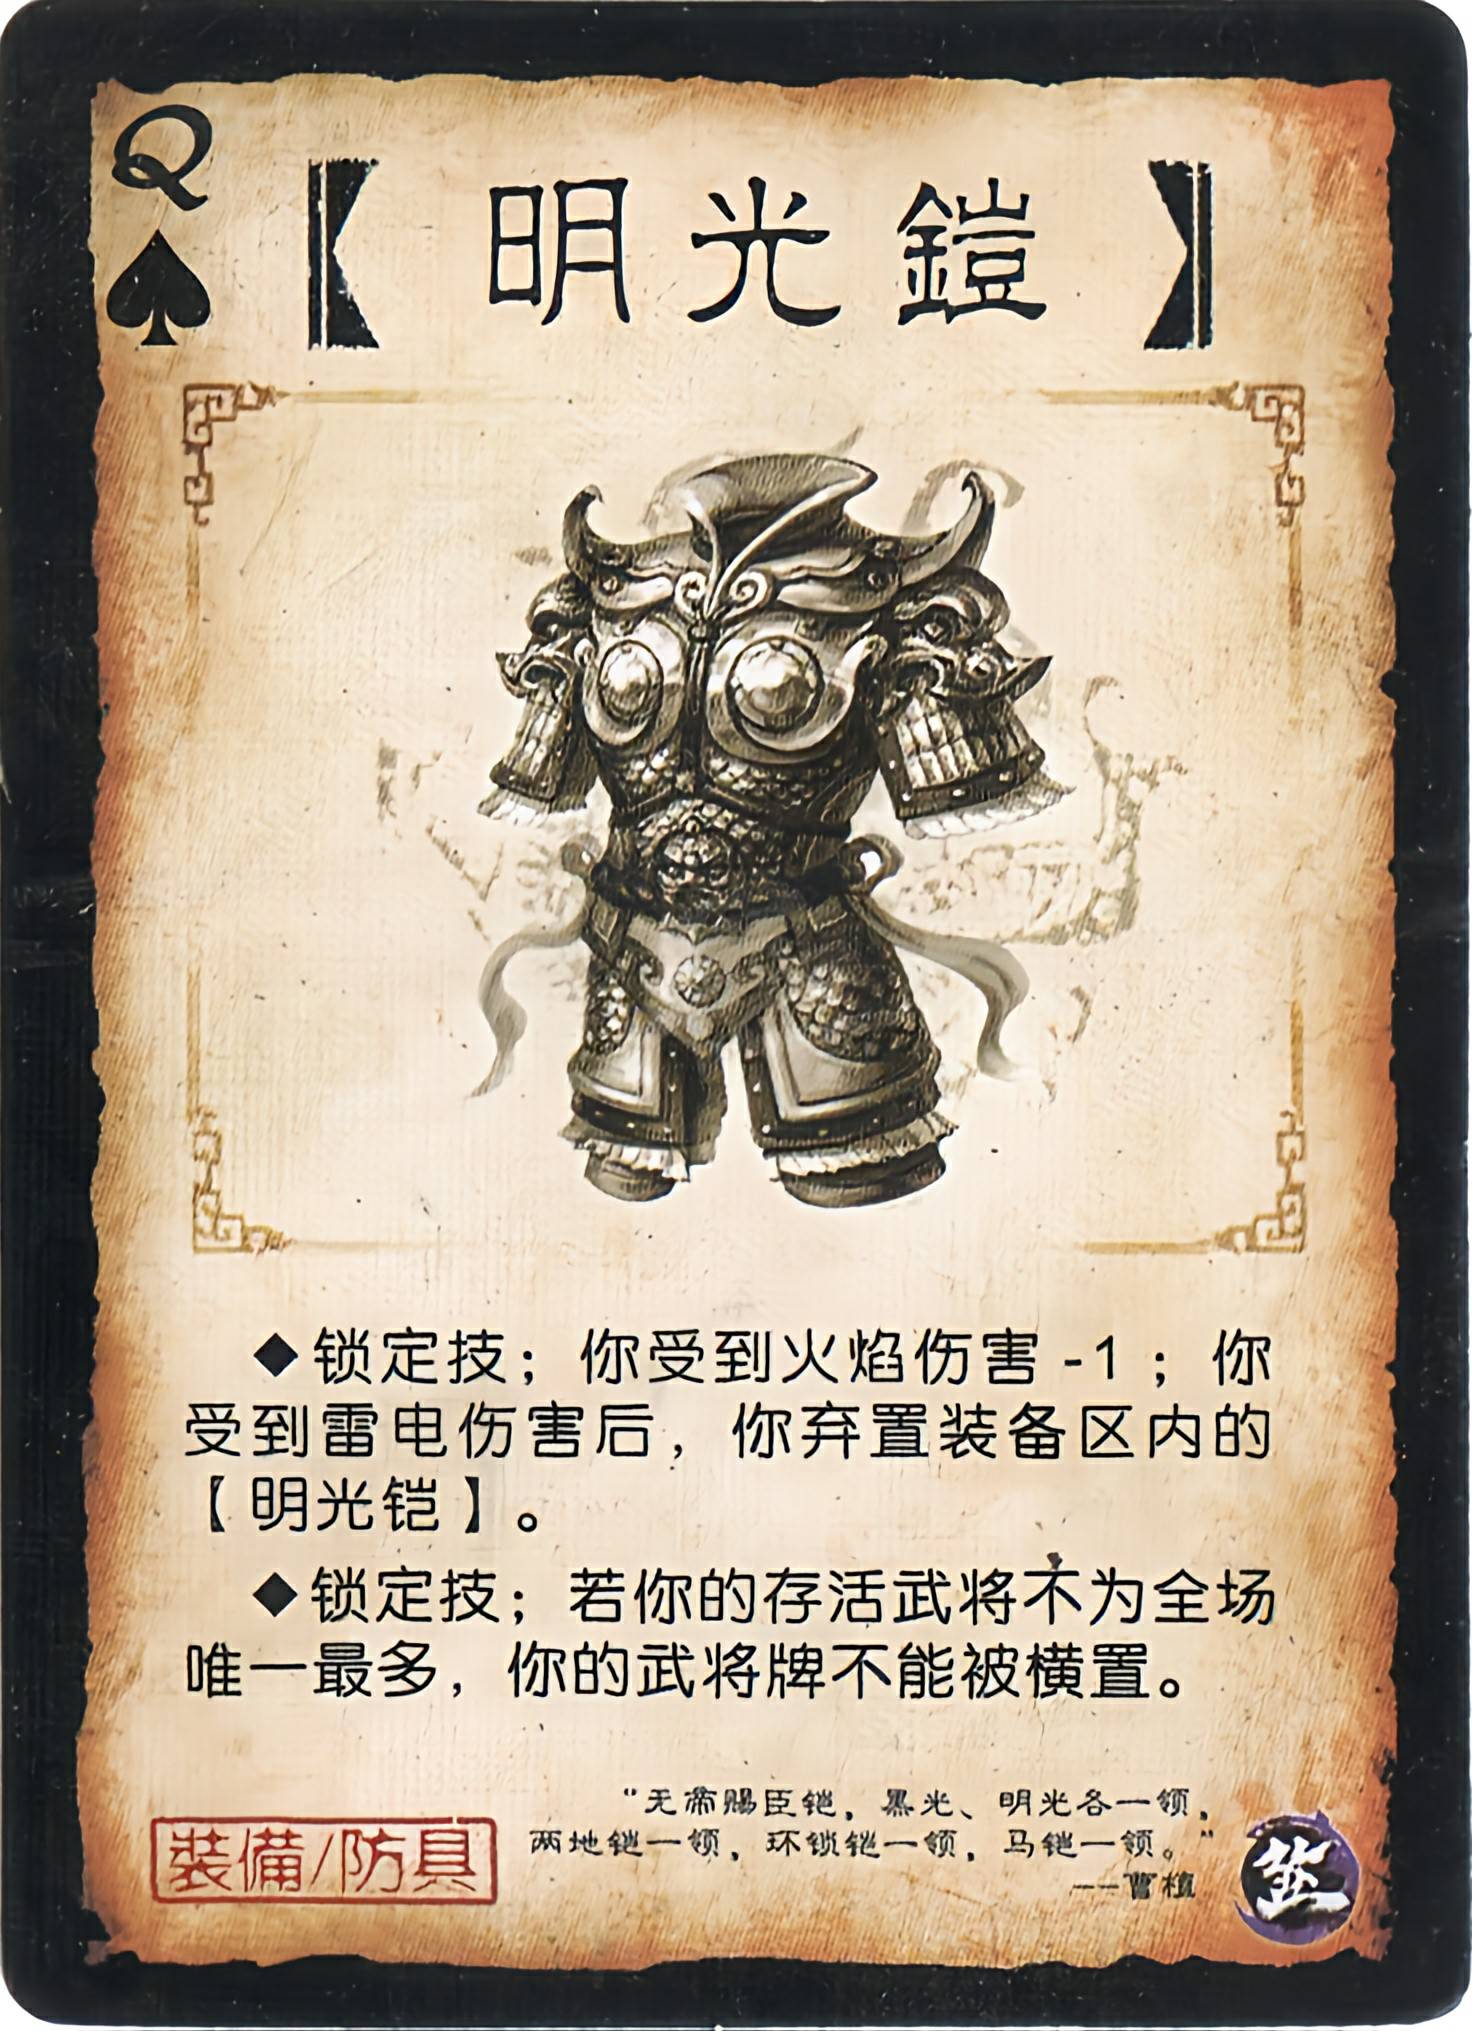 Q
【明光鎧】
◆锁定技；你受到火焰伤害-1；你
受到雷电伤害后，你弃置装备区内的
【明光铠】。
◆锁定技；若你的存活武将不为全场
唯一最多，你的武将牌不能被横置。
“无帝赐臣铠，黑光、明光各一领，
两地铠一领，环锁铠一领，马铠一领。”
——曹植
装備/防具